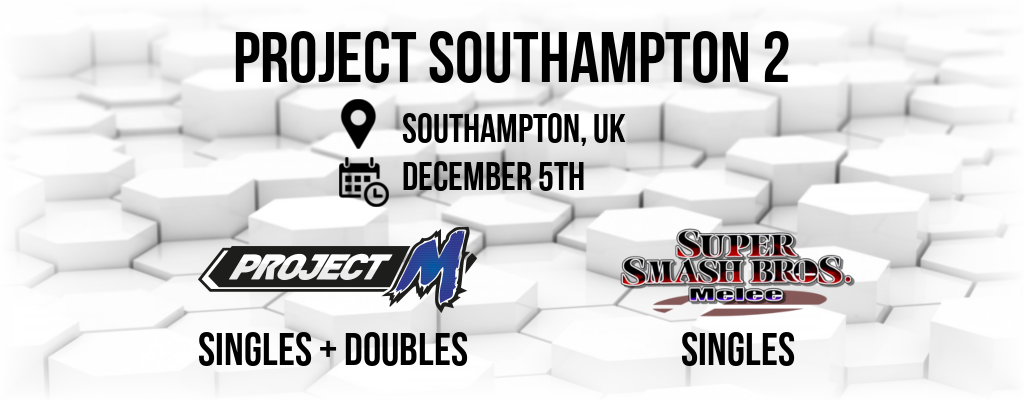 PROJECT SOUTHAMPTON 2
SOUTHAMPTON, UK
DECEMBER 5TH
PROJECT M
SUPER
SMASH BROS.
Melee
SINGLES + DOUBLES
SINGLES